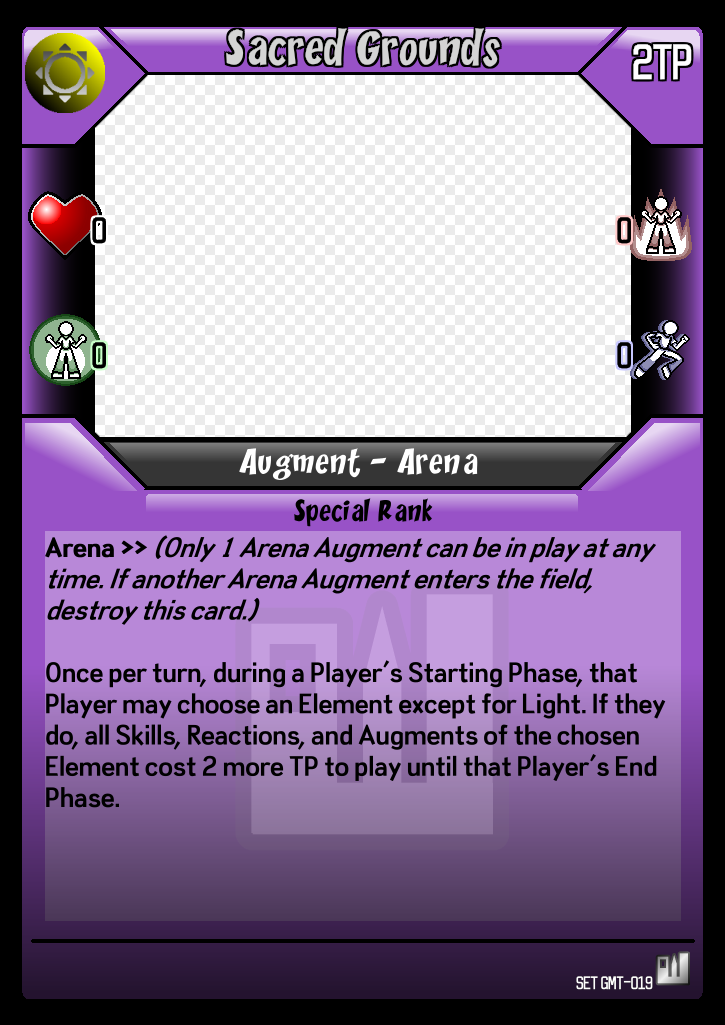 Sacred Grounds
2TP
0
0
0
0
Augment - Arena
Special Rank
Arena >> (Only 1 Arena Augment can be in play at any
time. If another Arena Augment enters the field,
destroy this card.)
Once per turn, during a Player's Starting Phase, that
Player may choose an Element except for Light. If they
do, all Skills, Reactions, and Augments of the chosen
Element cost 2 more TP to play until that Player's End
Phase.
SET GMT-019